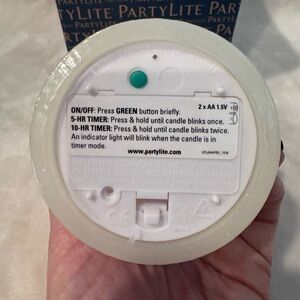 PARTYLITE PARTYLITE
ON/OFF: Press GREEN button briefly. 2 x AA 1.5V
5-HR TIMER: Press & hold until candle blinks once.
10-HR TIMER: Press & hold until candle blinks twice.
An indicator light will blink when the candle is in
timer mode.
www.partylite.com